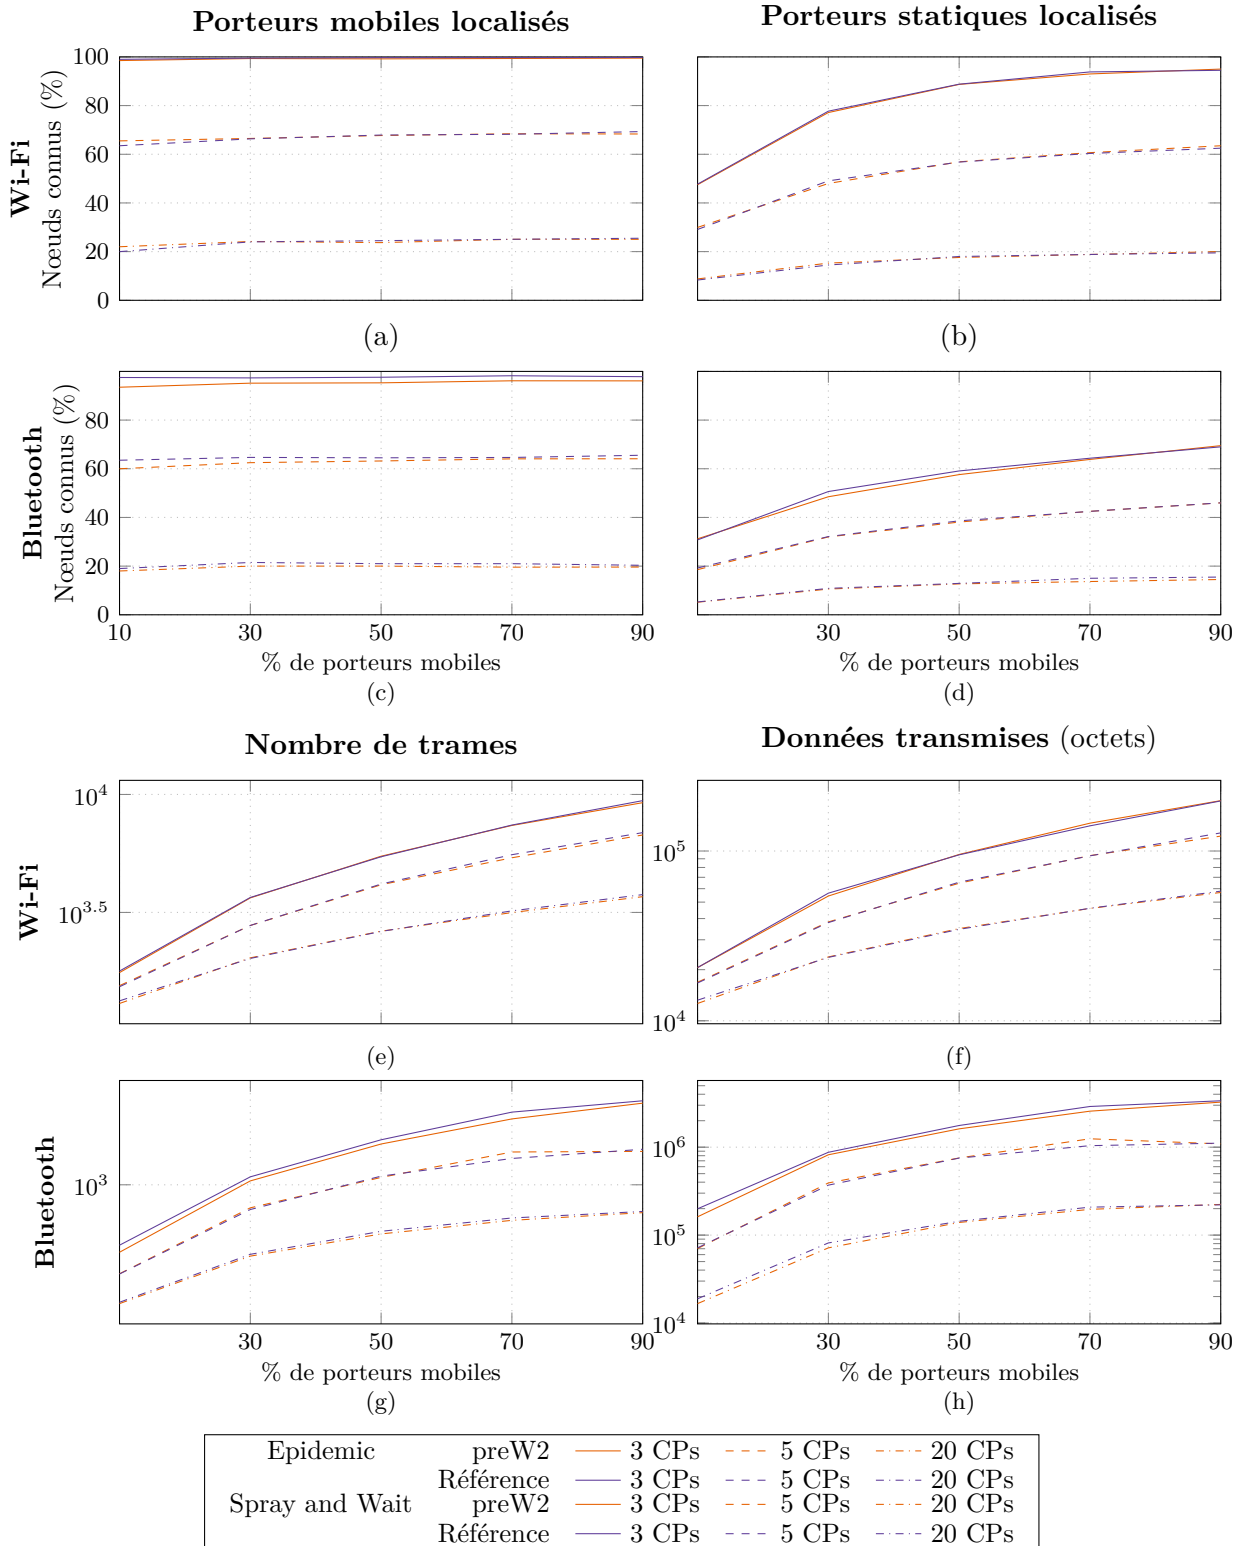 Porteurs mobiles localisés
Porteurs statiques localisés
Wi-Fi
Nœuds connus (%)
100
80
60
40
20
0
(a)
(b)
Bluetooth
Nœuds connus (%)
80
60
40
20
0
10 30 50 70 90
% de porteurs mobiles
(c)
30 50 70 90
% de porteurs mobiles
(d)
Nombre de trames
Données transmises (octets)
Wi-Fi
10^4
10^3.5
(e)
10^5
10^4
(f)
Bluetooth
10^3
30 50 70 90
% de porteurs mobiles
(g)
10^6
10^5
10^4
30 50 70 90
% de porteurs mobiles
(h)
Epidemic preW2 3 CPs 5 CPs 20 CPs
Référence 3 CPs 5 CPs 20 CPs
Spray and Wait preW2 3 CPs 5 CPs 20 CPs
Référence 3 CPs 5 CPs 20 CPs